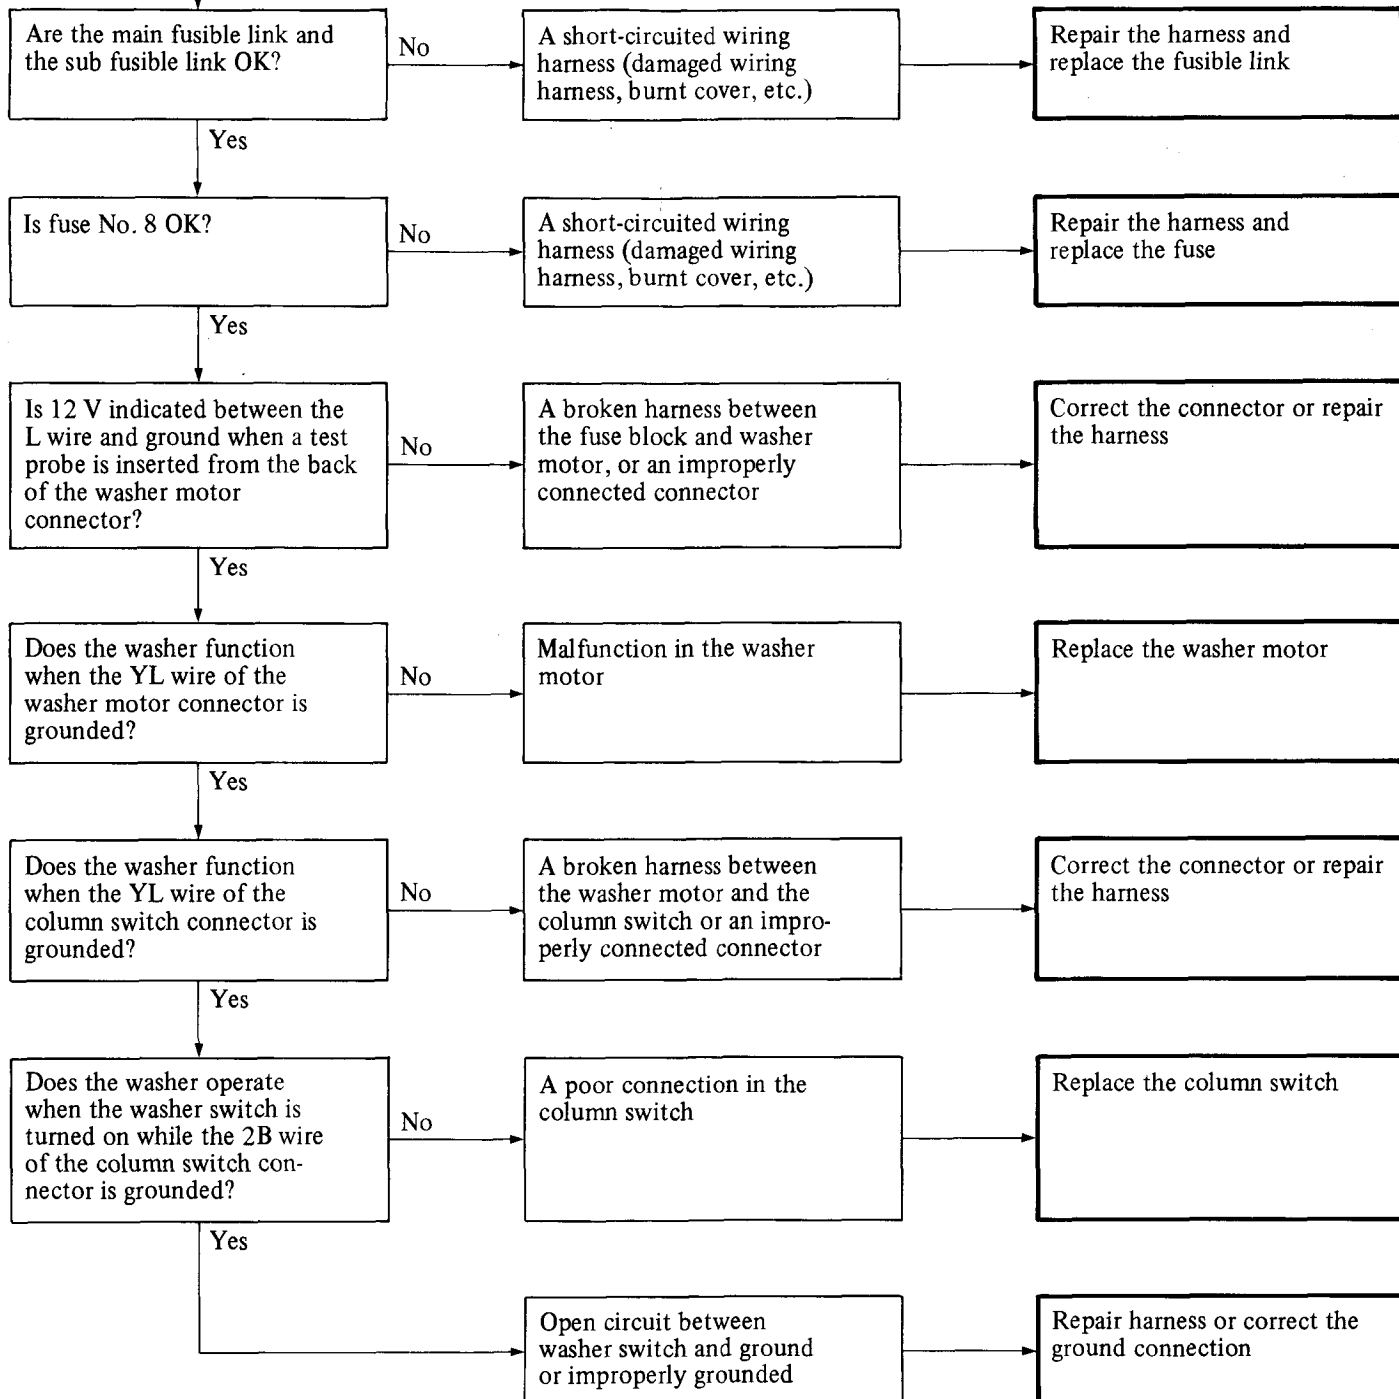 Are the main fusible link and
the sub fusible link OK?
No
A short-circuited wiring
harness (damaged wiring
harness, burnt cover, etc.)
Repair the harness and
replace the fusible link
Yes
Is fuse No. 8 OK?
No
A short-circuited wiring
harness (damaged wiring
harness, burnt cover, etc.)
Repair the harness and
replace the fuse
Yes
Is 12 V indicated between the
L wire and ground when a test
probe is inserted from the back
of the washer motor
connector?
No
A broken harness between
the fuse block and washer
motor, or an improperly
connected connector
Correct the connector or repair
the harness
Yes
Does the washer function
when the YL wire of the
washer motor connector is
grounded?
No
Malfunction in the washer
motor
Replace the washer motor
Yes
Does the washer function
when the YL wire of the
column switch connector is
grounded?
No
A broken harness between
the washer motor and the
column switch or an impro-
perly connected connector
Correct the connector or repair
the harness
Yes
Does the washer operate
when the washer switch is
turned on while the 2B wire
of the column switch con-
nector is grounded?
No
A poor connection in the
column switch
Replace the column switch
Yes
Open circuit between
washer switch and ground
or improperly grounded
Repair harness or correct the
ground connection